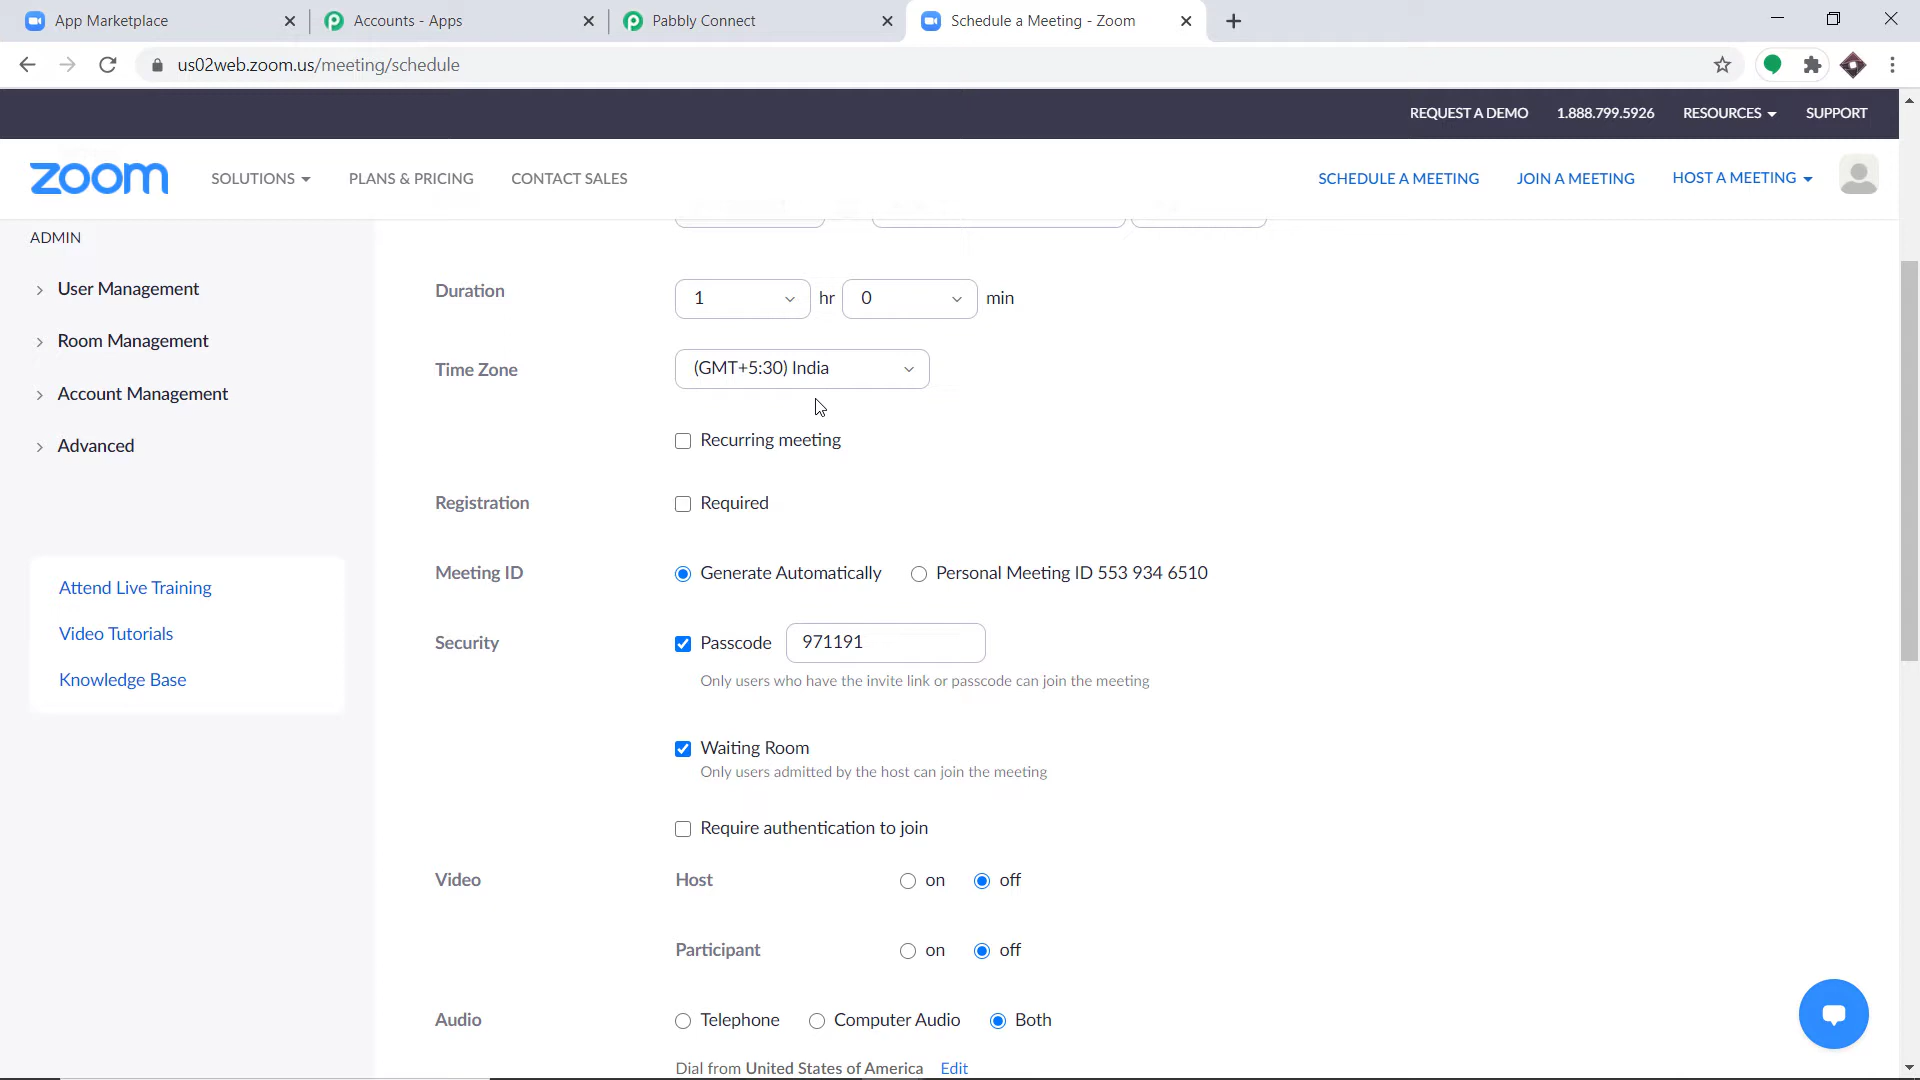 App Marketplace
Accounts - Apps
Pabbly Connect
Schedule a Meeting - Zoom
us02web.zoom.us/meeting/schedule
REQUEST A DEMO 1.888.799.5926 RESOURCES SUPPORT
zoom SOLUTIONS PLANS & PRICING CONTACT SALES SCHEDULE A MEETING JOIN A MEETING HOST A MEETING
ADMIN
User Management
Room Management
Account Management
Advanced
Attend Live Training
Video Tutorials
Knowledge Base
Duration 1 hr 0 min
Time Zone (GMT+5:30) India
Recurring meeting
Registration Required
Meeting ID Generate Automatically Personal Meeting ID 553 934 6510
Security Passcode 971191
Only users who have the invite link or passcode can join the meeting
Waiting Room
Only users admitted by the host can join the meeting
Require authentication to join
Video Host on off
Participant on off
Audio Telephone Computer Audio Both
Dial from United States of America Edit